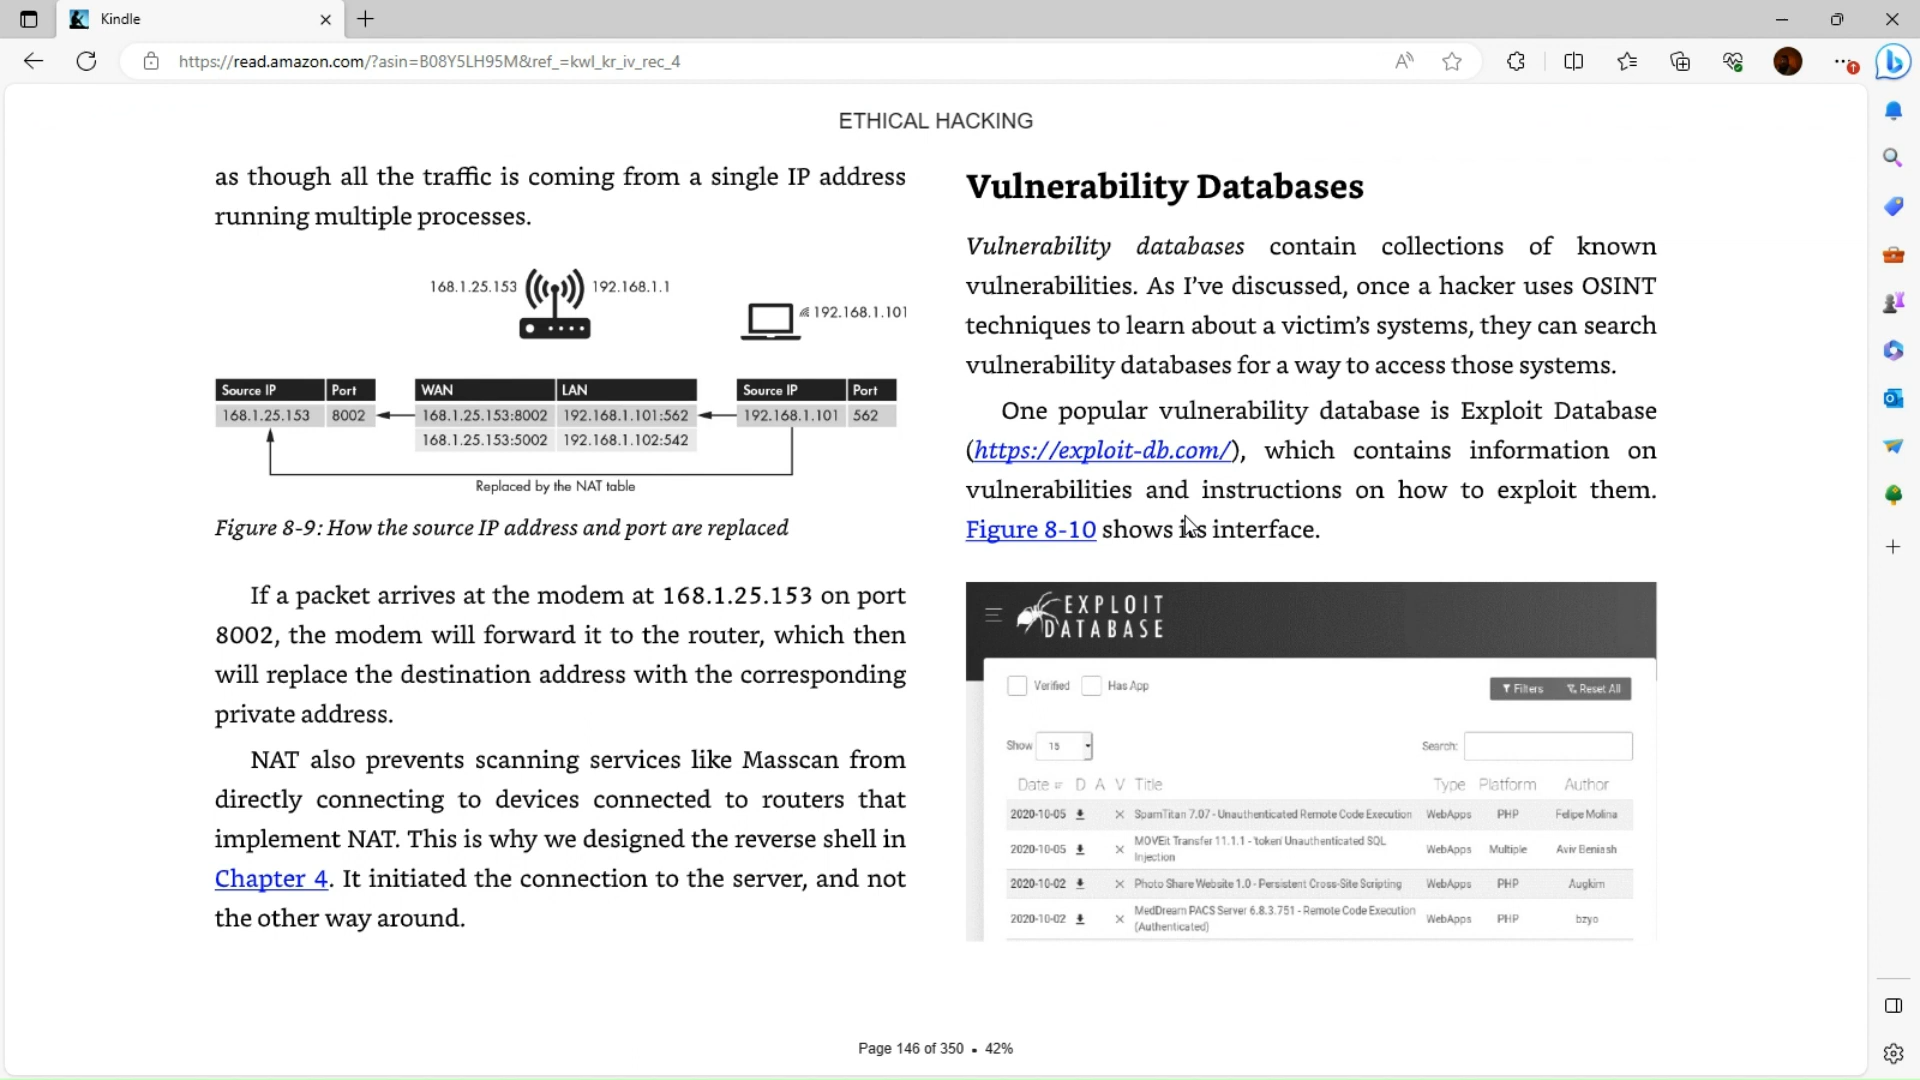 Kindle
https://read.amazon.com/?asin=B08Y5LH95M&ref_=kwl_kr_iv_rec_4
ETHICAL HACKING
as though all the traffic is coming from a single IP address
running multiple processes.
168.1.25.153
192.168.1.1
192.168.1.101
Source IP Port
168.1.25.153 8002
WAN LAN
168.1.25.153:8002 192.168.1.101:562
168.1.25.153:5002 192.168.1.102:542
Source IP Port
192.168.1.101 562
Replaced by the NAT table
Figure 8-9: How the source IP address and port are replaced
If a packet arrives at the modem at 168.1.25.153 on port
8002, the modem will forward it to the router, which then
will replace the destination address with the corresponding
private address.
NAT also prevents scanning services like Masscan from
directly connecting to devices connected to routers that
implement NAT. This is why we designed the reverse shell in
Chapter 4. It initiated the connection to the server, and not
the other way around.
Vulnerability Databases
Vulnerability databases contain collections of known
vulnerabilities. As I've discussed, once a hacker uses OSINT
techniques to learn about a victim's systems, they can search
vulnerability databases for a way to access those systems.
One popular vulnerability database is Exploit Database
(https://exploit-db.com/), which contains information on
vulnerabilities and instructions on how to exploit them.
Figure 8-10 shows its interface.
EXPLOIT
DATABASE
Verified Has App
Filters Reset All
Show 15
Search:
Date D A V Title Type Platform Author
2020-10-05 SpamTitan 7.07 - Unauthenticated Remote Code Execution WebApps PHP Felipe Molina
2020-10-05 MOVEit Transfer 11.1.1 - 'token' Unauthenticated SQL
Injection WebApps Multiple Aviv Beniash
2020-10-02 Photo Share Website 1.0 - Persistent Cross-Site Scripting WebApps PHP Augkim
2020-10-02 MedDream PACS Server 6.8.3.751 - Remote Code Execution
(Authenticated) WebApps PHP bzyo
Page 146 of 350 • 42%